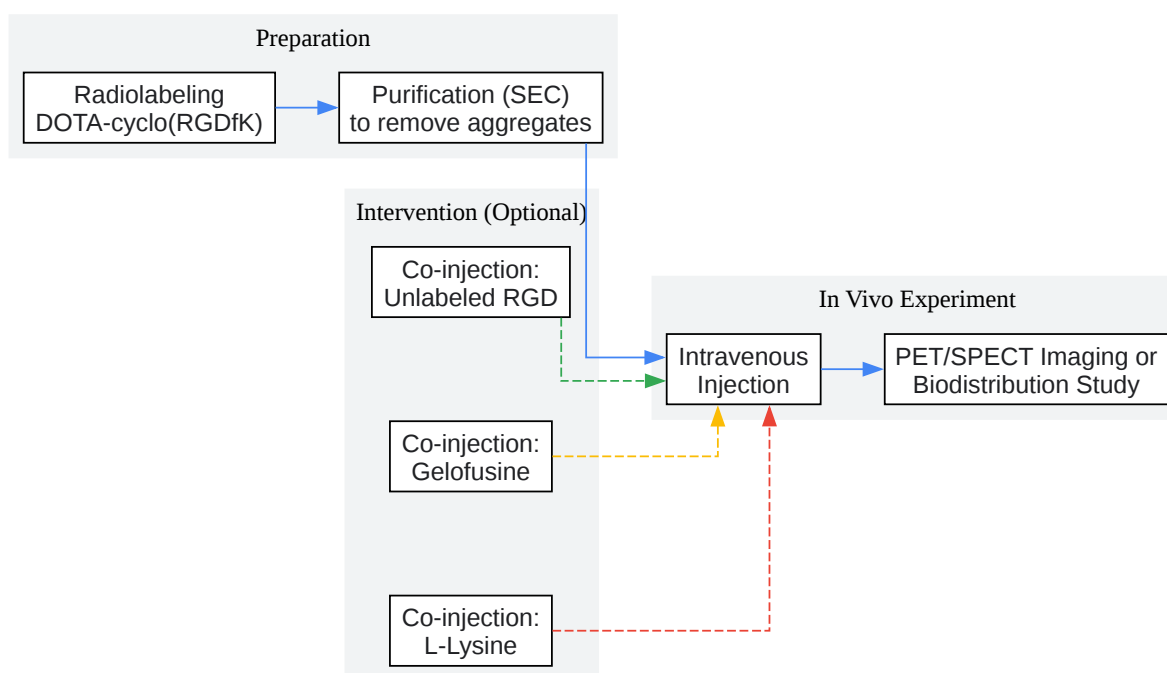 Preparation
Radiolabeling
DOTA-cyclo(RGDfK)
Purification (SEC)
to remove aggregates
Intervention (Optional)
Co-injection:
Unlabeled RGD
In Vivo Experiment
Intravenous
Injection
PET/SPECT Imaging or
Biodistribution Study
Co-injection:
Gelofusine
Co-injection:
L-Lysine